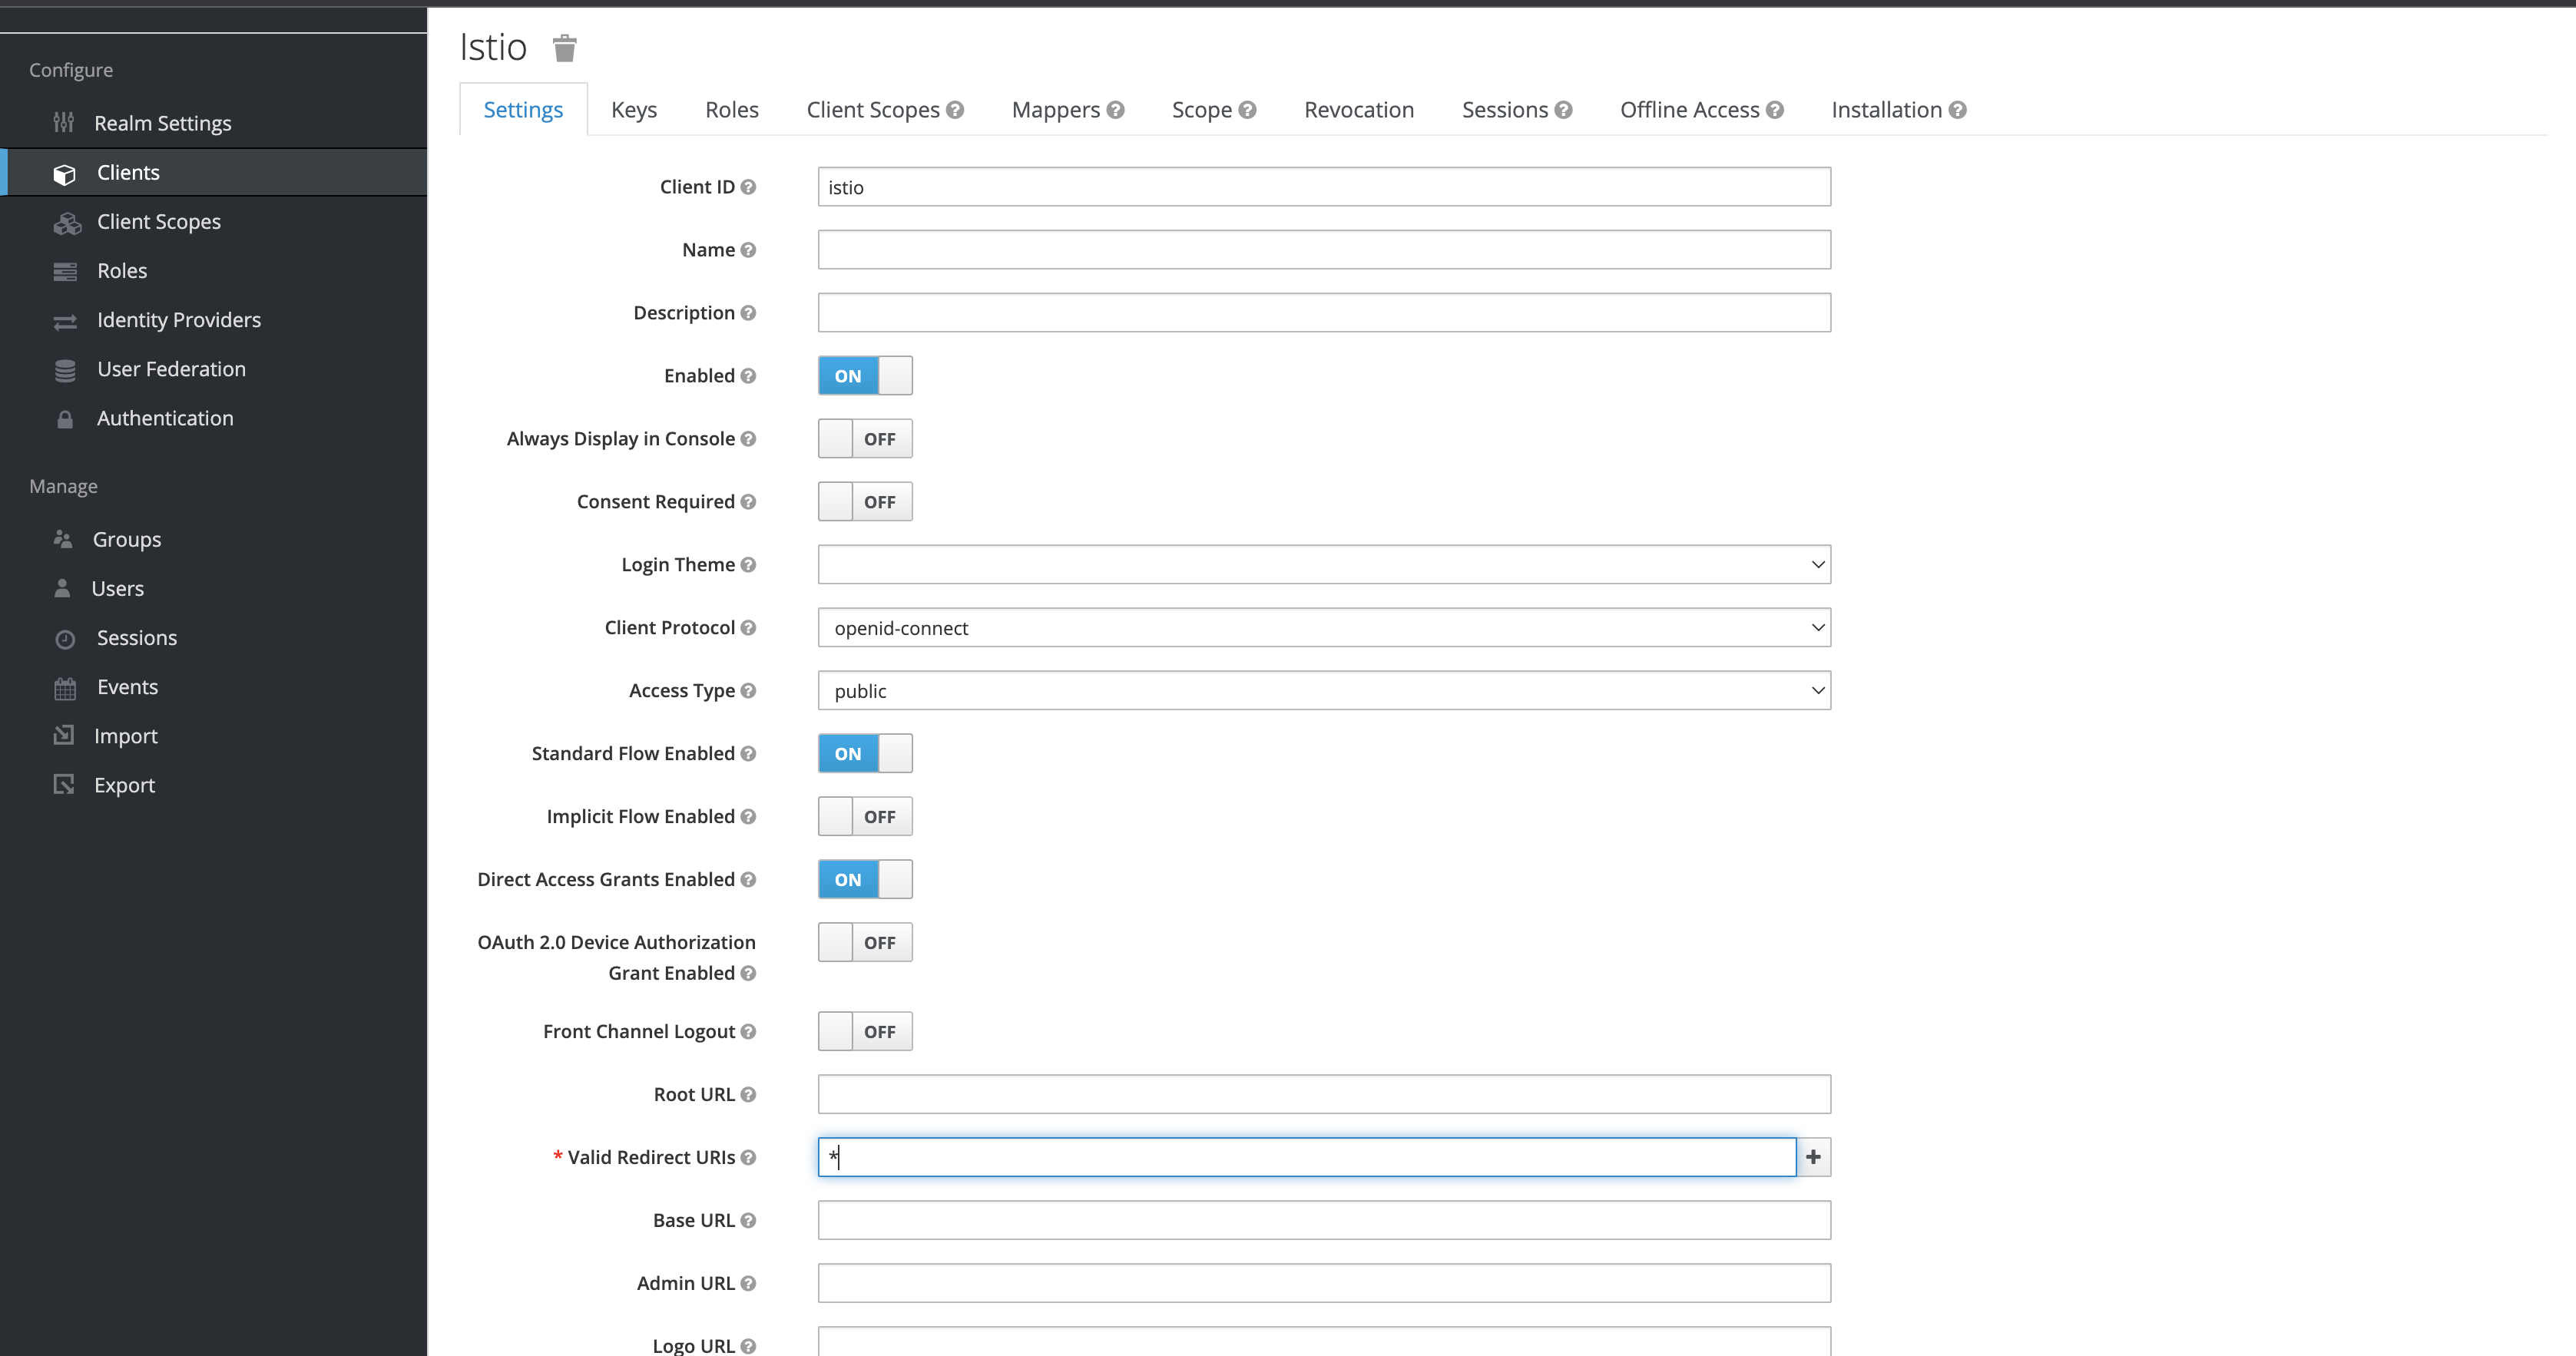 Configure
Realm Settings
Clients
Client Scopes
Roles
Identity Providers
User Federation
Authentication
Manage
Groups
Users
Sessions
Events
Import
Export
Istio
Settings Keys Roles Client Scopes Mappers Scope Revocation Sessions Offline Access Installation
Client ID istio
Name
Description
Enabled ON
Always Display in Console OFF
Consent Required OFF
Login Theme
Client Protocol openid-connect
Access Type public
Standard Flow Enabled ON
Implicit Flow Enabled OFF
Direct Access Grants Enabled ON
OAuth 2.0 Device Authorization OFF
Grant Enabled
Front Channel Logout OFF
Root URL
* Valid Redirect URIs *
Base URL
Admin URL
Logo URL